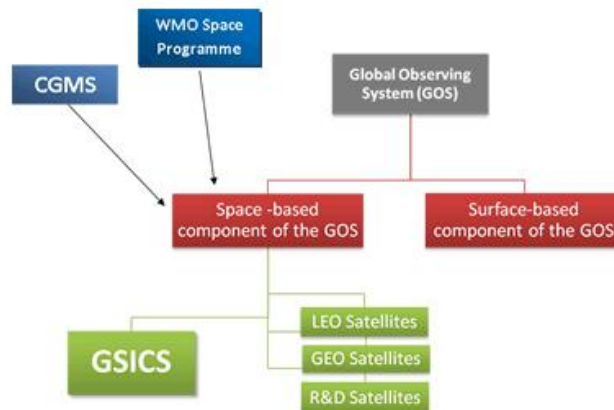 WMO Space
Programme
CGMS
Global Observing
System (GOS)
Space -based
component of the GOS
Surface-based
component of the GOS
GSICS
LEO Satellites
GEO Satellites
R&D Satellites